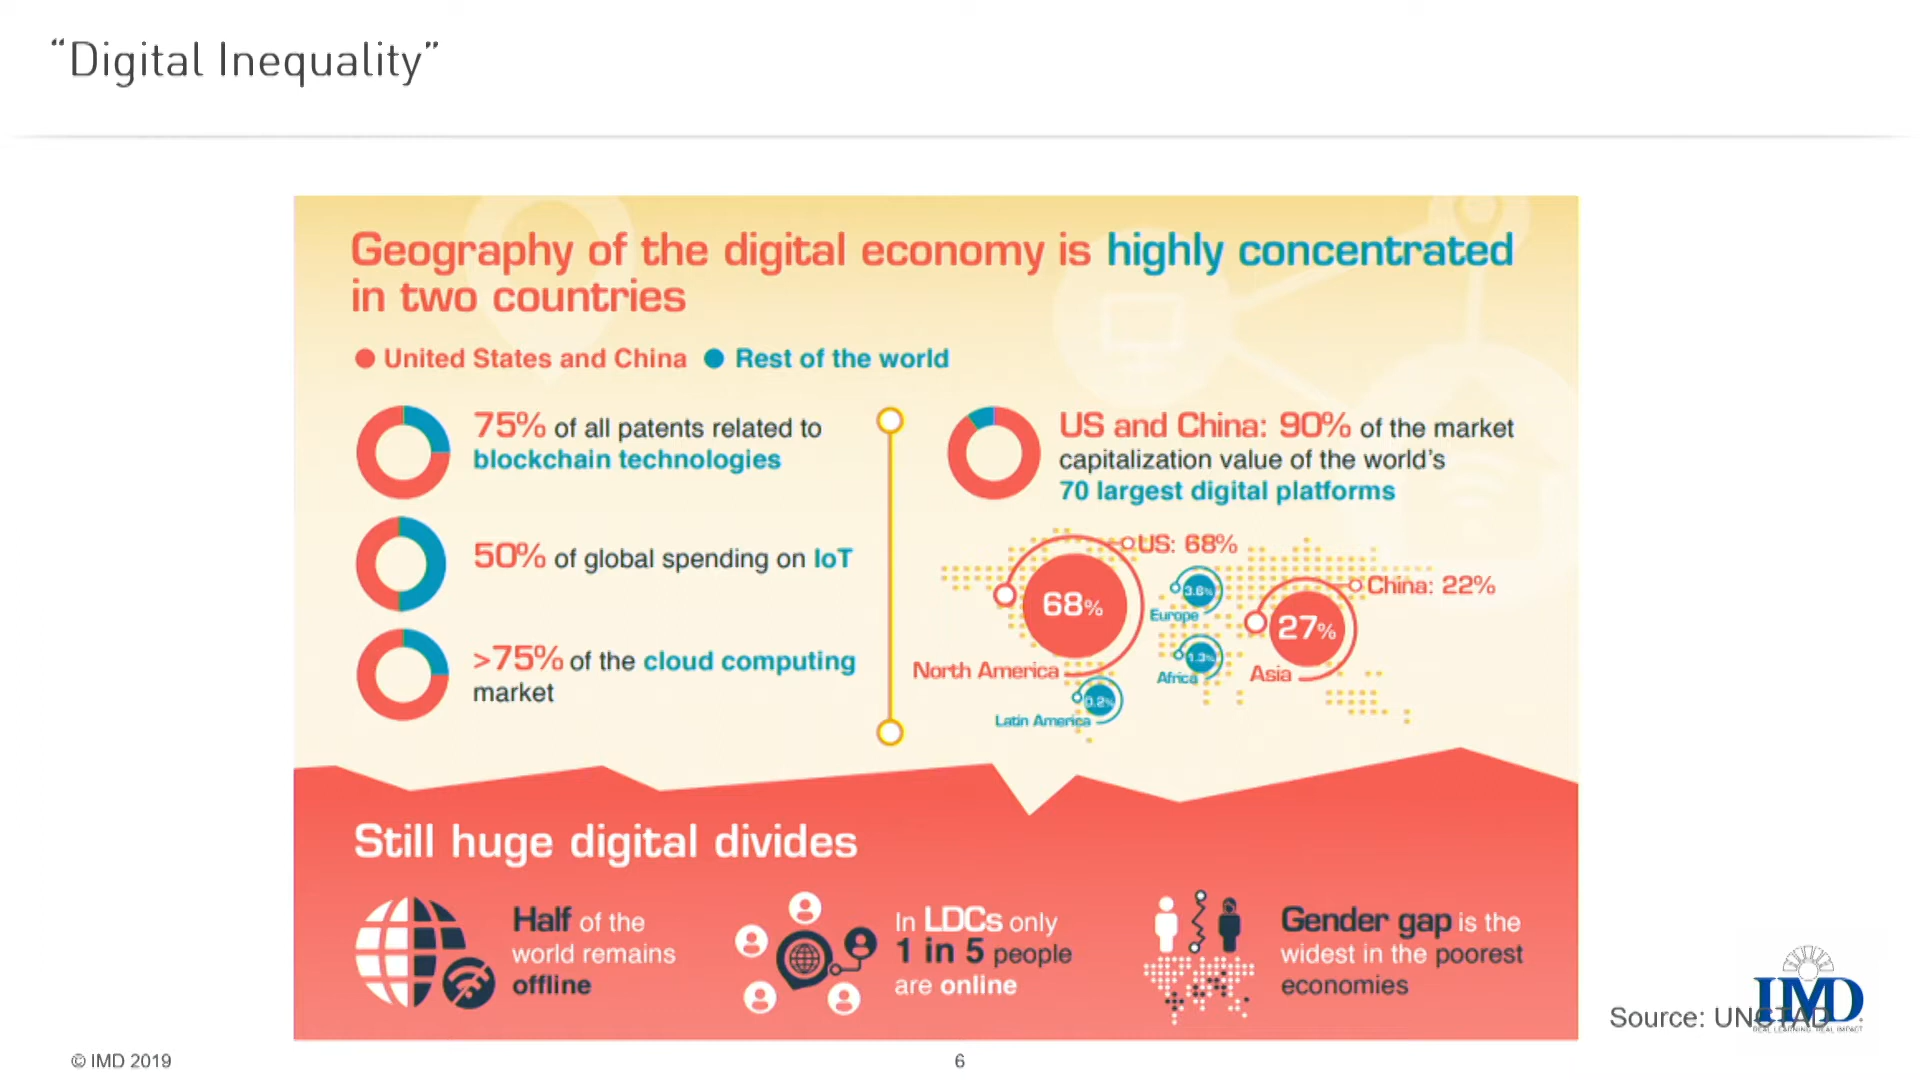 “Digital Inequality”
Geography of the digital economy is highly concentrated
in two countries
United States and China Rest of the world
75% of all patents related to
blockchain technologies
50% of global spending on IoT
>75% of the cloud computing
market
US and China: 90% of the market
capitalization value of the world’s
70 largest digital platforms
US: 68%
China: 22%
68%
North America
3.6%
Europe
1.3%
Africa
27%
Asia
0.2%
Latin America
Still huge digital divides
Half of the
world remains
offline
In LDCs only
1 in 5 people
are online
Gender gap is the
widest in the poorest
economies
IMD
REAL LEARNING. REAL IMPACT
Source: UNCTAD
© IMD 2019
6